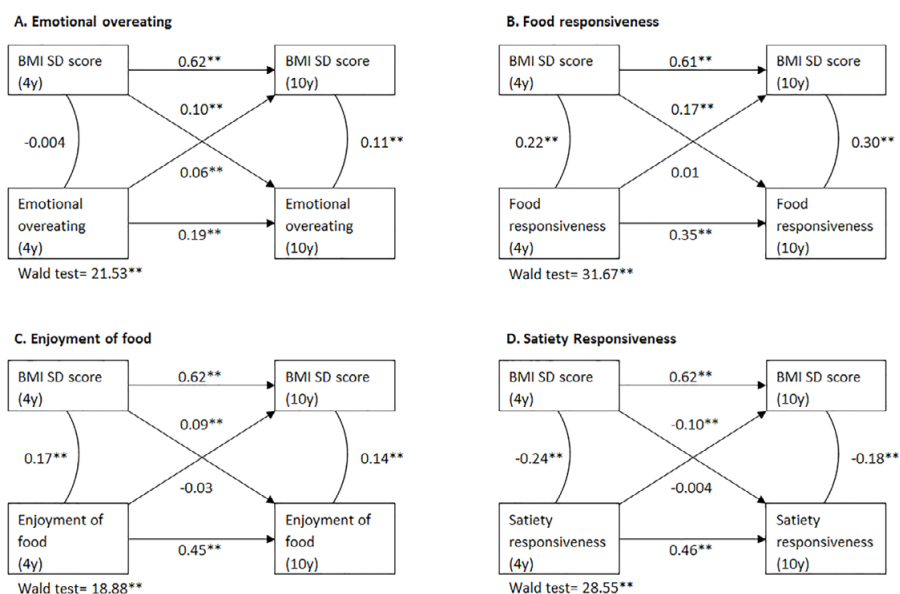 A. Emotional overeating
BMI SD score
(4y)
0.62**
BMI SD score
(10y)
0.10**
-0.004
0.11**
0.06**
Emotional
overeating
(4y)
0.19**
Emotional
overeating
(10y)
Wald test= 21.53**
B. Food responsiveness
BMI SD score
(4y)
0.61**
BMI SD score
(10y)
0.17**
0.22**
0.30**
0.01
Food
responsiveness
(4y)
0.35**
Food
responsiveness
(10y)
Wald test= 31.67**
C. Enjoyment of food
BMI SD score
(4y)
0.62**
BMI SD score
(10y)
0.09**
0.17**
0.14**
-0.03
Enjoyment of
food
(4y)
0.45**
Enjoyment of
food
(10y)
Wald test= 18.88**
D. Satiety Responsiveness
BMI SD score
(4y)
0.62**
BMI SD score
(10y)
-0.10**
-0.24**
-0.18**
-0.004
Satiety
responsiveness
(4y)
0.46**
Satiety
responsiveness
(10y)
Wald test= 28.55**